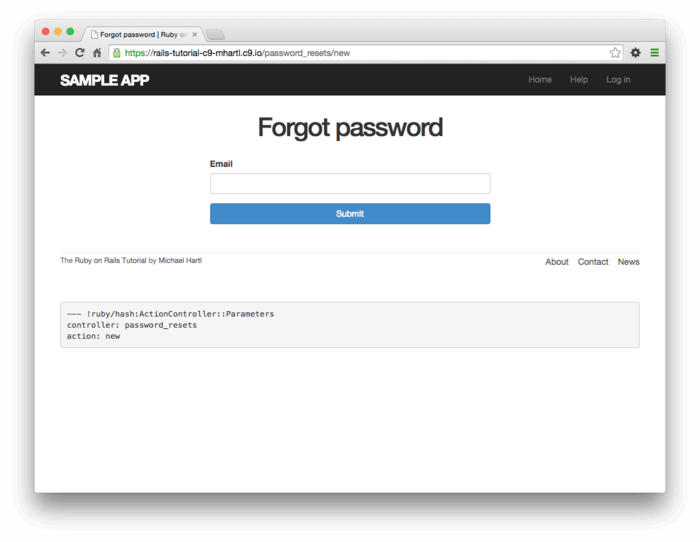 Forgot password | Ruby on
https://rails-tutorial-c9-mhartl.c9.io/password_resets/new
SAMPLE APP
Home Help Log in
Forgot password
Email
Submit
The Ruby on Rails Tutorial by Michael Hartl
About Contact News
--- !ruby/hash:ActionController::Parameters
controller: password_resets
action: new